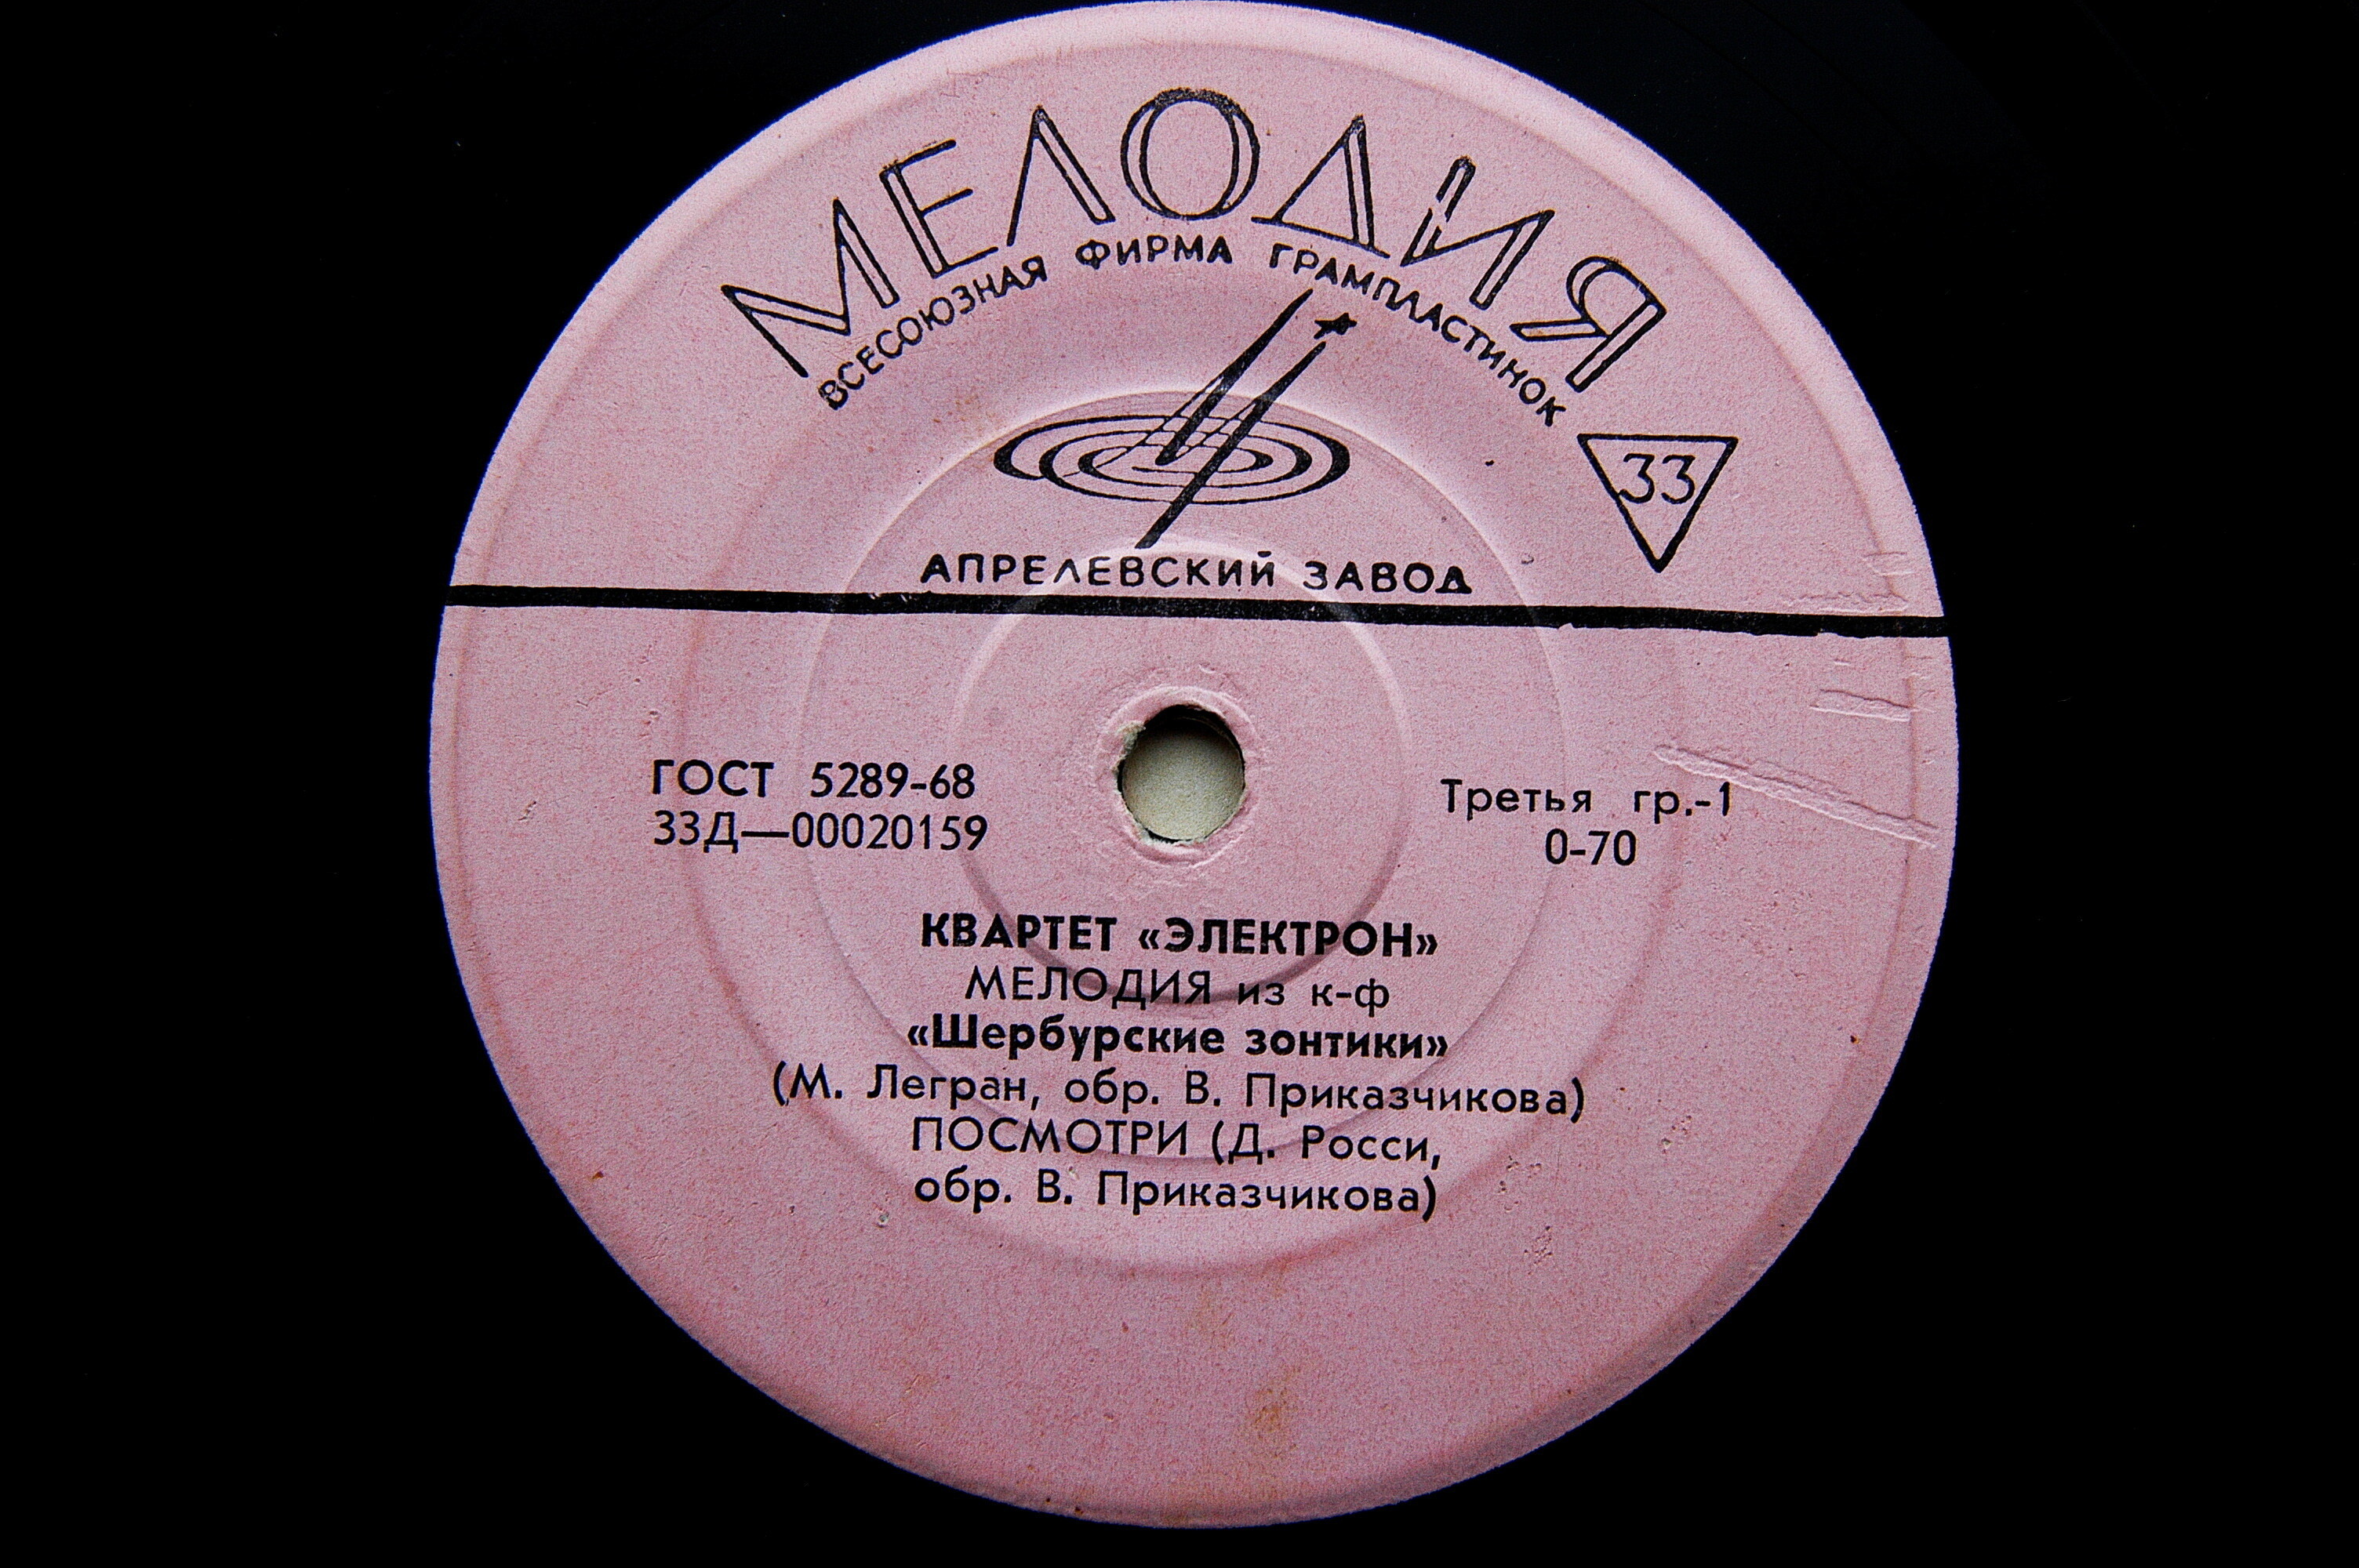 МЕЛОДИЯ
ВСЕСОЮЗНАЯ ФИРМА ГРАМПЛАСТИНОК
33
АПРЕЛЕВСКИЙ ЗАВОД
ГОСТ 5289-68
33Д—00020159
Третья гр.-1
0-70
КВАРТЕТ «ЭЛЕКТРОН»
МЕЛОДИЯ из к-ф
«Шербурские зонтики»
(М. Легран, обр. В. Приказчикова)
ПОСМОТРИ (Д. Росси,
обр. В. Приказчикова)